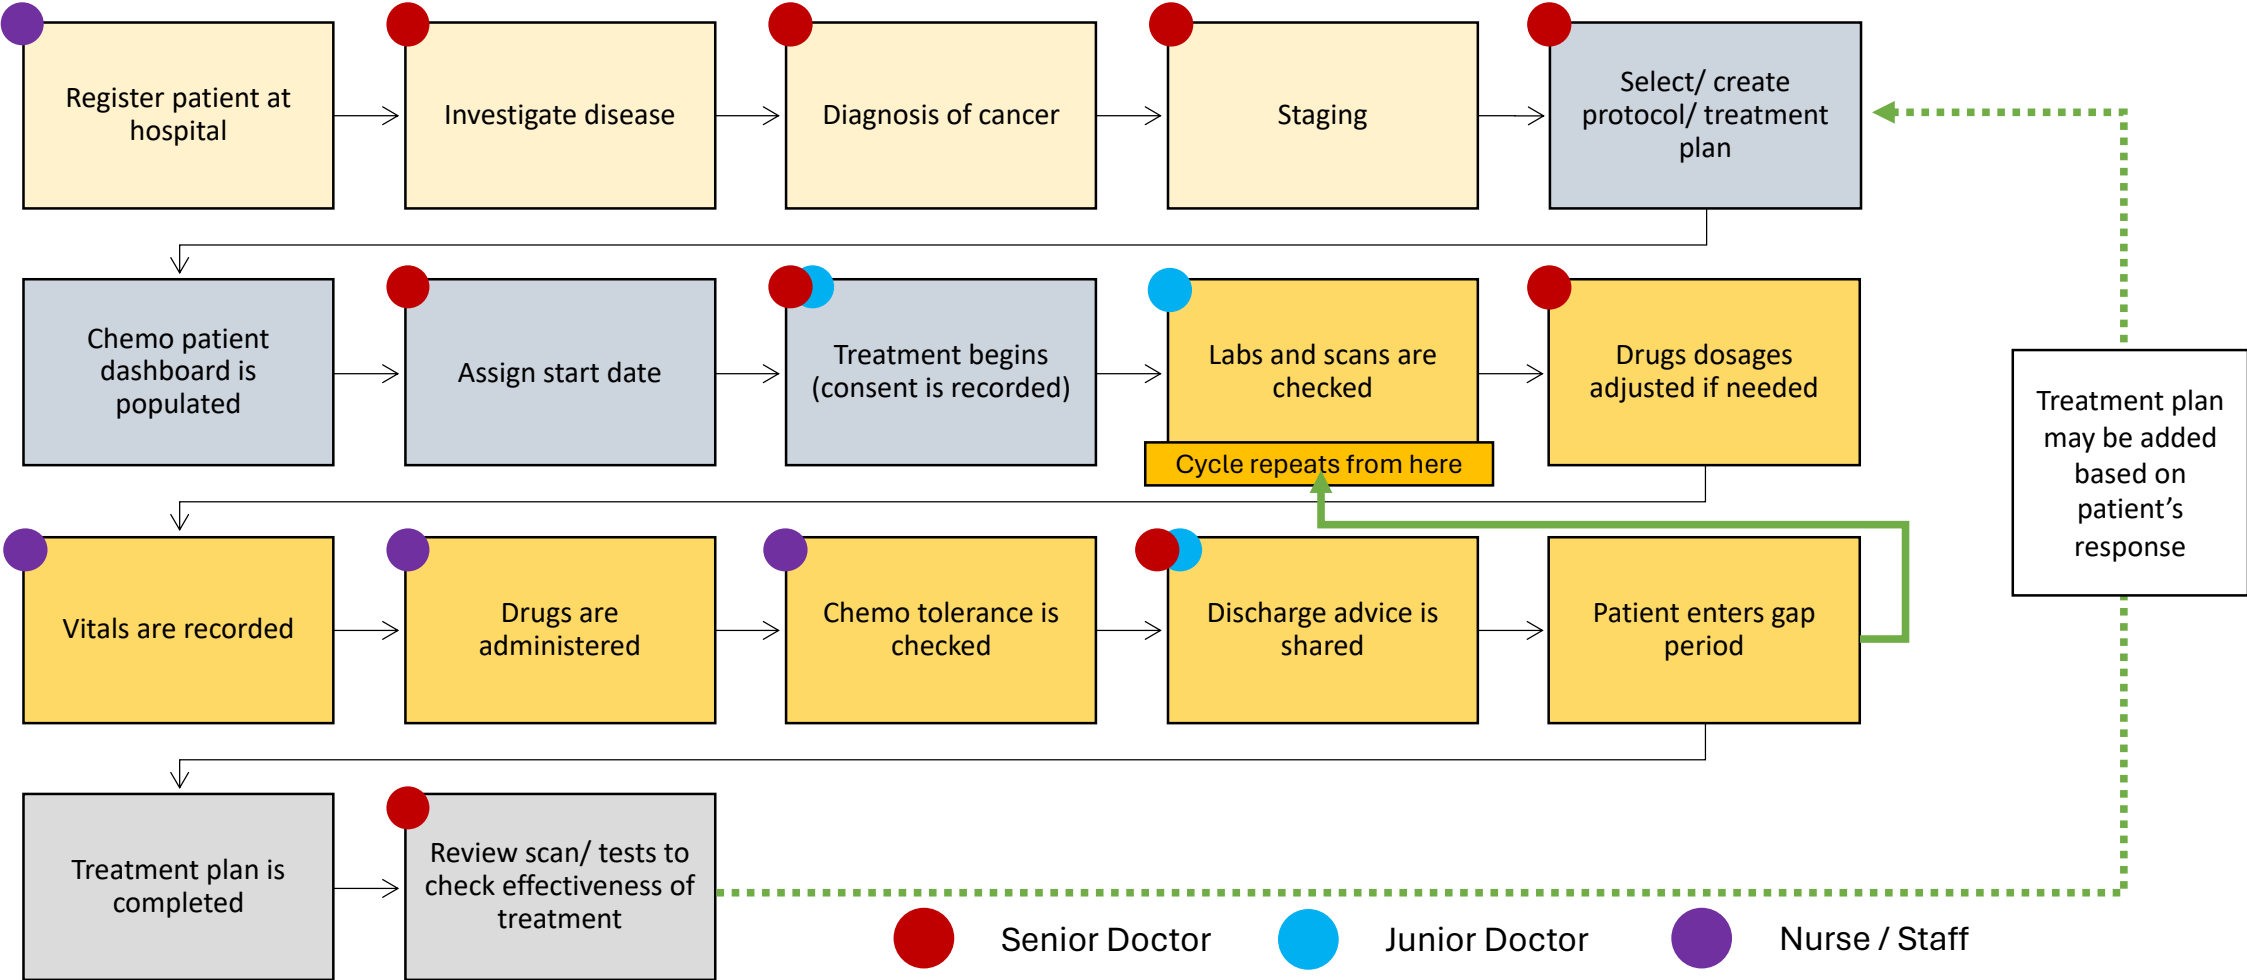 Register patient at
hospital
Investigate disease
Diagnosis of cancer
Staging
Select/ create
protocol/ treatment
plan
Chemo patient
dashboard is
populated
Assign start date
Treatment begins
(consent is recorded)
Labs and scans are
checked
Cycle repeats from here
Drugs dosages
adjusted if needed
Treatment plan
may be added
based on
patient’s
response
Vitals are recorded
Drugs are
administered
Chemo tolerance is
checked
Discharge advice is
shared
Patient enters gap
period
Treatment plan is
completed
Review scan/ tests to
check effectiveness of
treatment
Senior Doctor
Junior Doctor
Nurse / Staff